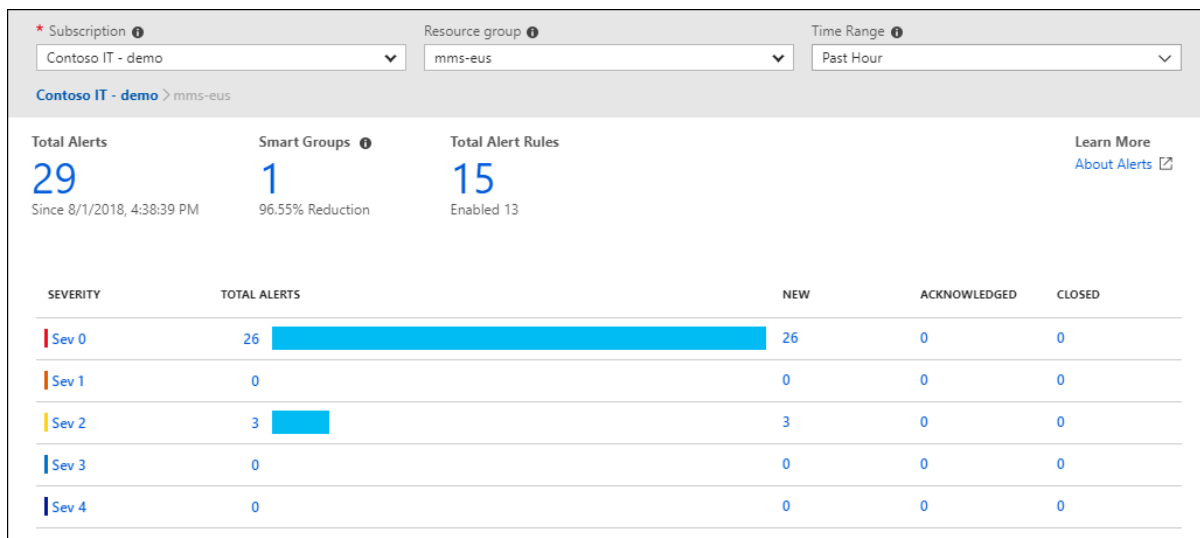 * Subscription Resource group Time Range
Contoso IT - demo mms-eus Past Hour
Contoso IT - demo > mms-eus
Total Alerts Smart Groups Total Alert Rules Learn More
29 1 15 About Alerts
Since 8/1/2018, 4:38:39 PM 96.55% Reduction Enabled 13
SEVERITY TOTAL ALERTS NEW ACKNOWLEDGED CLOSED
Sev 0 26 26 0 0
Sev 1 0 0 0 0
Sev 2 3 3 0 0
Sev 3 0 0 0 0
Sev 4 0 0 0 0